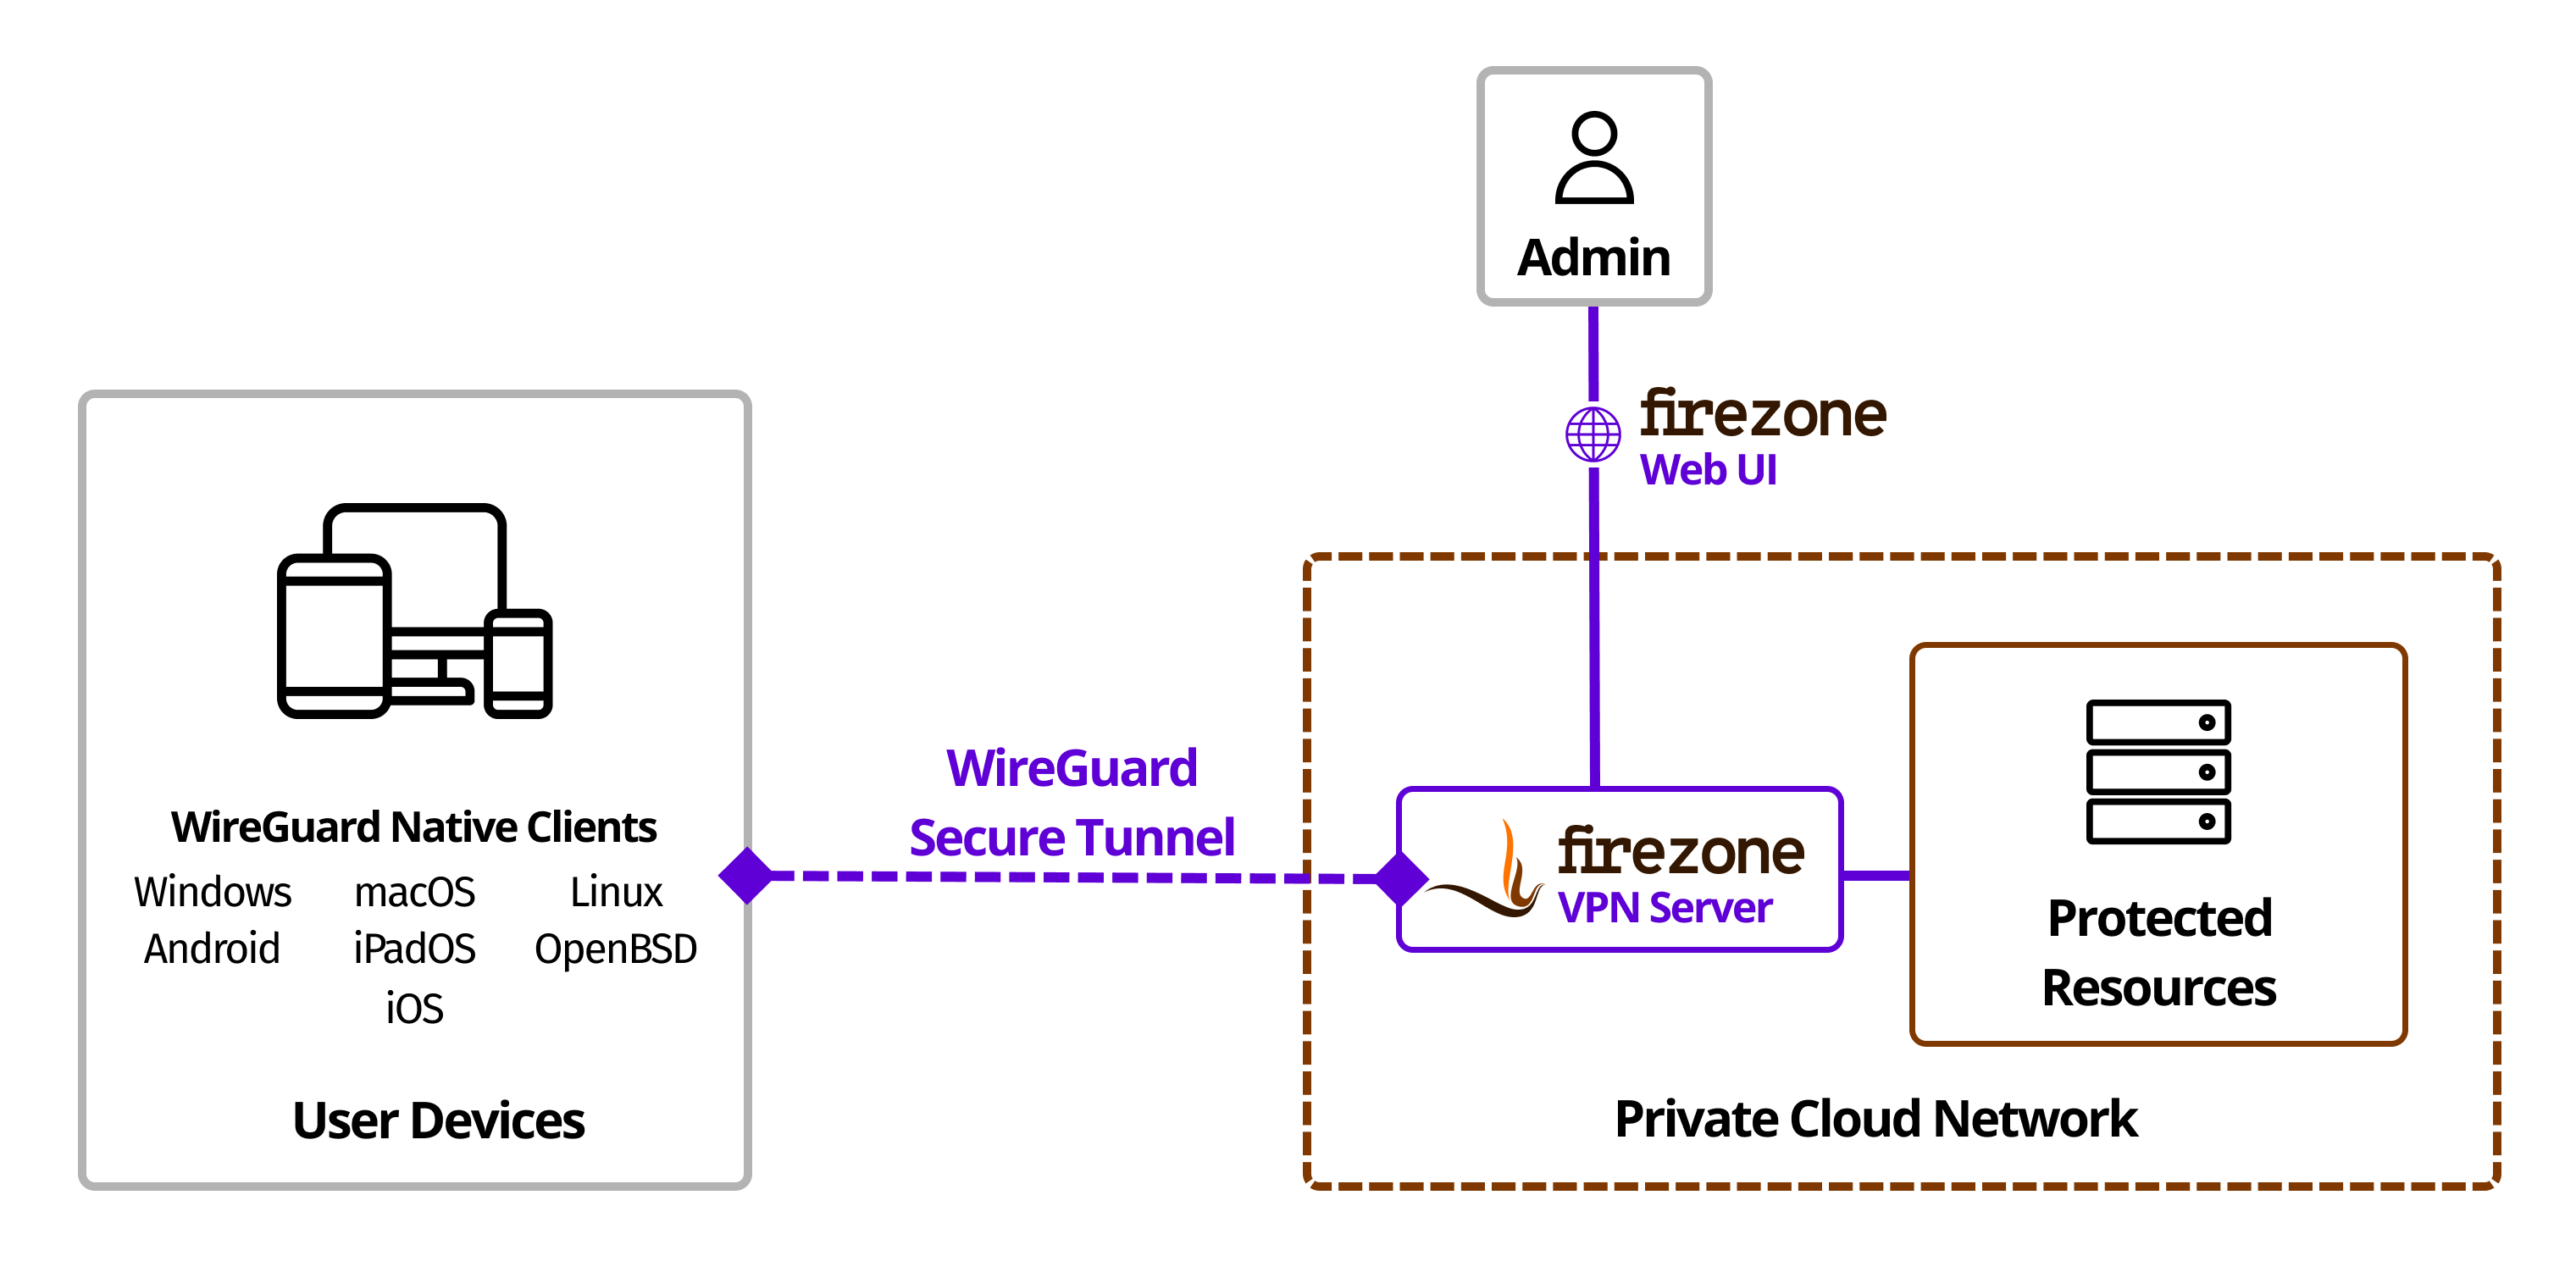 Admin
firezone
Web UI
WireGuard
Secure Tunnel
WireGuard Native Clients
Windows macOS Linux
Android iPadOS OpenBSD
iOS
User Devices
firezone
VPN Server
Protected
Resources
Private Cloud Network